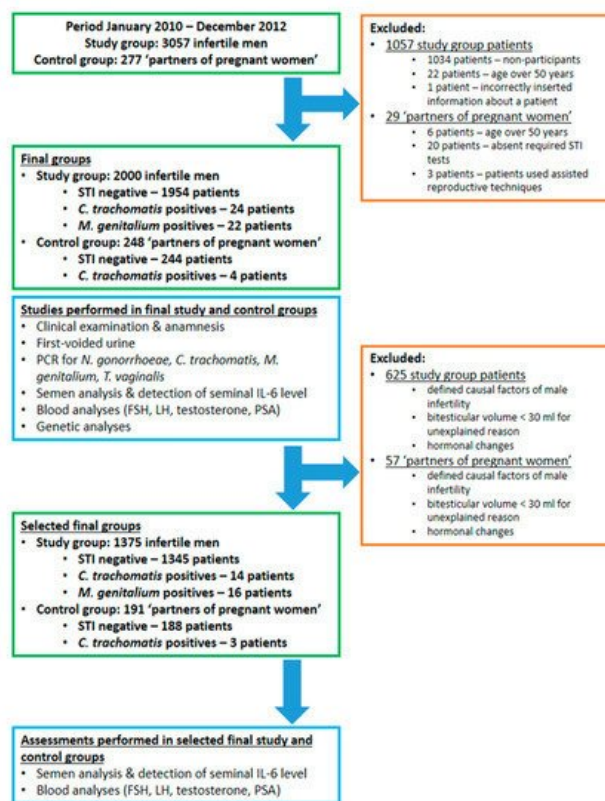 Period January 2010 – December 2012
Study group: 3057 infertile men
Control group: 277 'partners of pregnant women'
Excluded:
• 1057 study group patients
• 1034 patients – non-participants
• 22 patients – age over 50 years
• 1 patient – incorrectly inserted
information about a patient
• 29 'partners of pregnant women'
• 6 patients – age over 50 years
• 20 patients – absent required STI
tests
• 3 patients – patients used assisted
reproductive techniques
Final groups
• Study group: 2000 infertile men
• STI negative – 1954 patients
• C. trachomatis positives – 24 patients
• M. genitalium positives – 22 patients
• Control group: 248 'partners of pregnant women'
• STI negative – 244 patients
• C. trachomatis positives – 4 patients
Studies performed in final study and control groups
• Clinical examination & anamnesis
• First-voided urine
• PCR for N. gonorrhoeae, C. trachomatis, M.
genitalium, T. vaginalis
• Semen analysis & detection of seminal IL-6 level
• Blood analyses (FSH, LH, testosterone, PSA)
• Genetic analyses
Excluded:
• 625 study group patients
• defined causal factors of male
infertility
• bitesticular volume < 30 ml for
unexplained reason
• hormonal changes
• 57 'partners of pregnant women'
• defined causal factors of male
infertility
• bitesticular volume < 30 ml for
unexplained reason
• hormonal changes
Selected final groups
• Study group: 1375 infertile men
• STI negative – 1345 patients
• C. trachomatis positives – 14 patients
• M. genitalium positives – 16 patients
• Control group: 191 'partners of pregnant women'
• STI negative – 188 patients
• C. trachomatis positives – 3 patients
Assessments performed in selected final study and
control groups
• Semen analysis & detection of seminal IL-6 level
• Blood analyses (FSH, LH, testosterone, PSA)